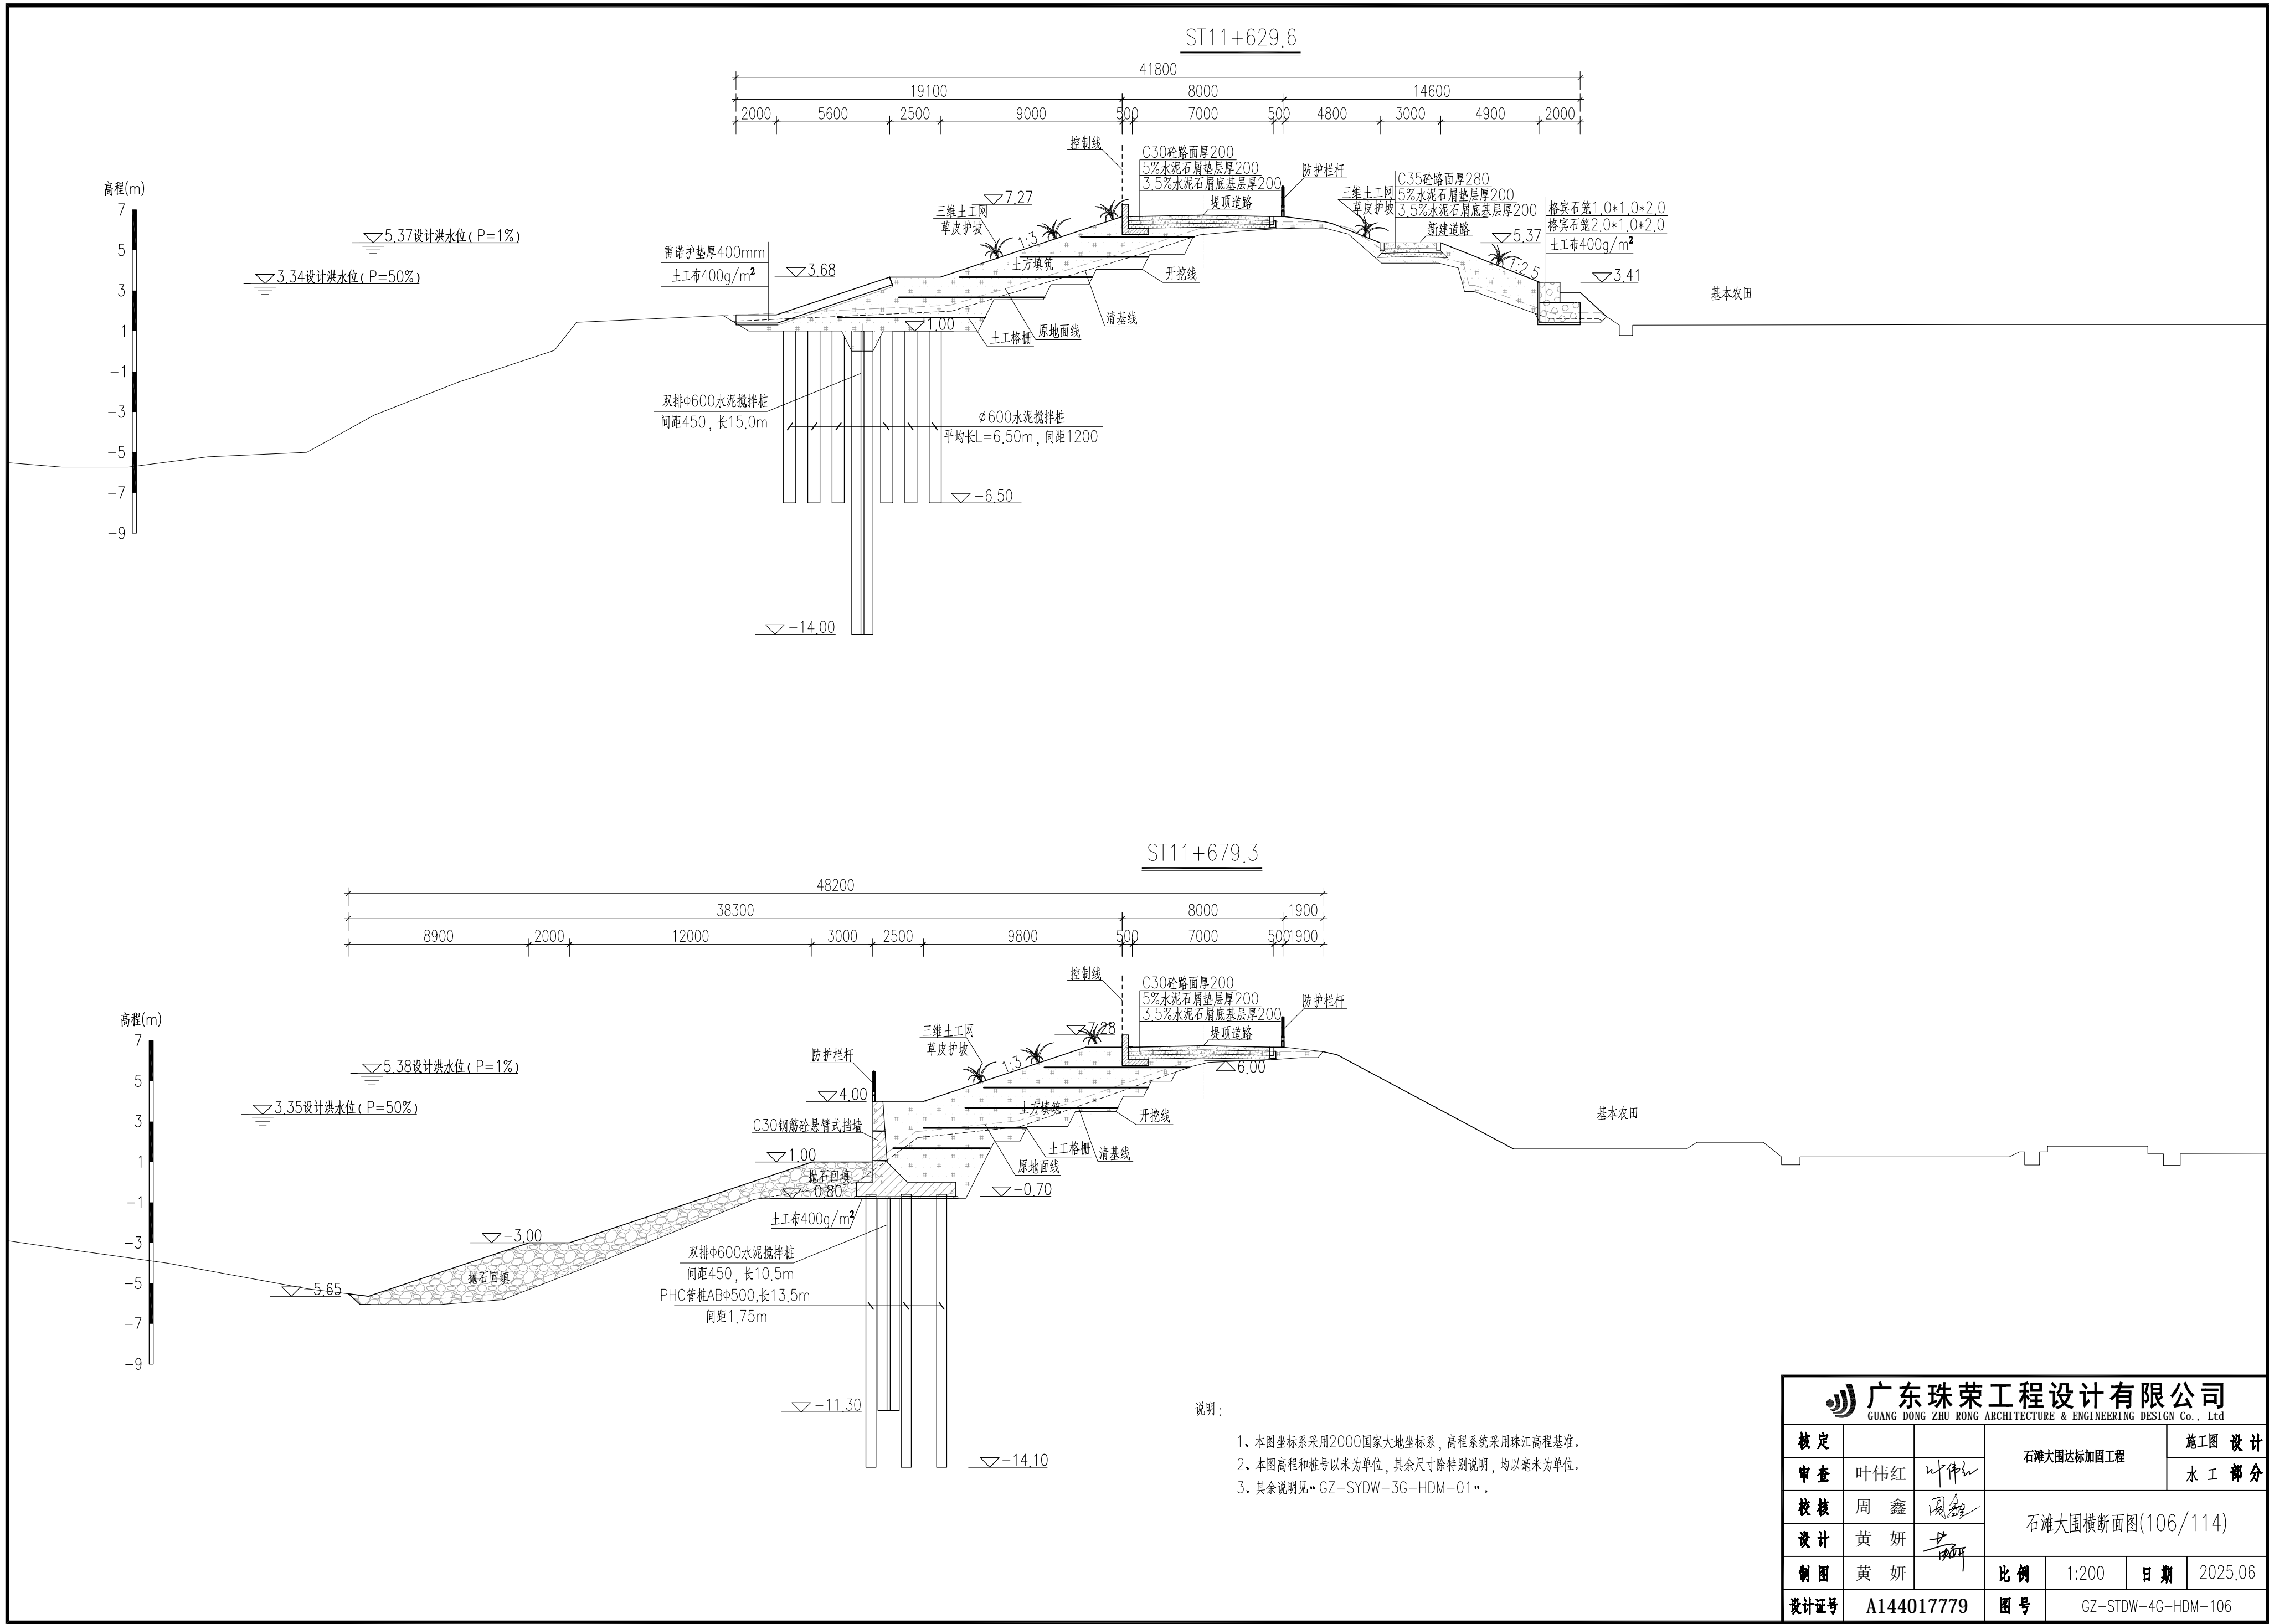 ST11+629.6
41800
19100 8000 14600
2000 5600 2500 9000 500 7000 500 4800 3000 4900 2000
控制线
C30砼路面厚200
5%水泥石屑垫层厚200
3.5%水泥石屑底基层厚200
堤顶道路
防护栏杆
三维土工网
草皮护坡
C35砼路面厚280
5%水泥石屑垫层厚200
3.5%水泥石屑底基层厚200
新建道路
格宾石笼1.0*1.0*2.0
格宾石笼2.0*1.0*2.0
土工布400g/m²
高程(m)
7
5
3
1
-1
-3
-5
-7
-9
5.37设计洪水位(P=1%)
3.34设计洪水位(P=50%)
雷诺护垫厚400mm
土工布400g/m²
3.68
三维土工网
草皮护坡
7.27
1:3
土方填筑
开挖线
清基线
原地面线
土工格栅
1.00
5.37
1:2.5
3.41
基本农田
双排Φ600水泥搅拌桩
间距450,长15.0m
Ø600水泥搅拌桩
平均长L=6.50m,间距1200
-6.50
-14.00
ST11+679.3
48200
38300 8000 1900
8900 2000 12000 3000 2500 9800 500 7000 500 1900
控制线
C30砼路面厚200
5%水泥石屑垫层厚200
3.5%水泥石屑底基层厚200
堤顶道路
防护栏杆
高程(m)
7
5
3
1
-1
-3
-5
-7
-9
5.38设计洪水位(P=1%)
3.35设计洪水位(P=50%)
防护栏杆
三维土工网
草皮护坡
7.28
1:3
6.00
4.00
土方填筑
开挖线
C30钢筋砼悬臂式挡墙
土工格栅
清基线
原地面线
1.00
抛石回填
-0.80
-0.70
土工布400g/m²
-3.00
抛石回填
-5.65
基本农田
双排Φ600水泥搅拌桩
间距450,长10.5m
PHC管桩ABΦ500,长13.5m
间距1.75m
-11.30
-14.10
说明:
1、本图坐标系采用2000国家大地坐标系,高程系统采用珠江高程基准。
2、本图高程和桩号以米为单位,其余尺寸除特别说明,均以毫米为单位。
3、其余说明见"GZ-SYDW-3G-HDM-01"。
广东珠荣工程设计有限公司
GUANG DONG ZHU RONG ARCHITECTURE & ENGINEERING DESIGN Co., Ltd
核定 石滩大围达标加固工程 施工图 设计
审查 叶伟红 叶伟红 水工 部分
校核 周鑫 周鑫 石滩大围横断面图(106/114)
设计 黄妍 黄妍
制图 黄妍 比例 1:200 日期 2025.06
设计证号 A144017779 图号 GZ-STDW-4G-HDM-106